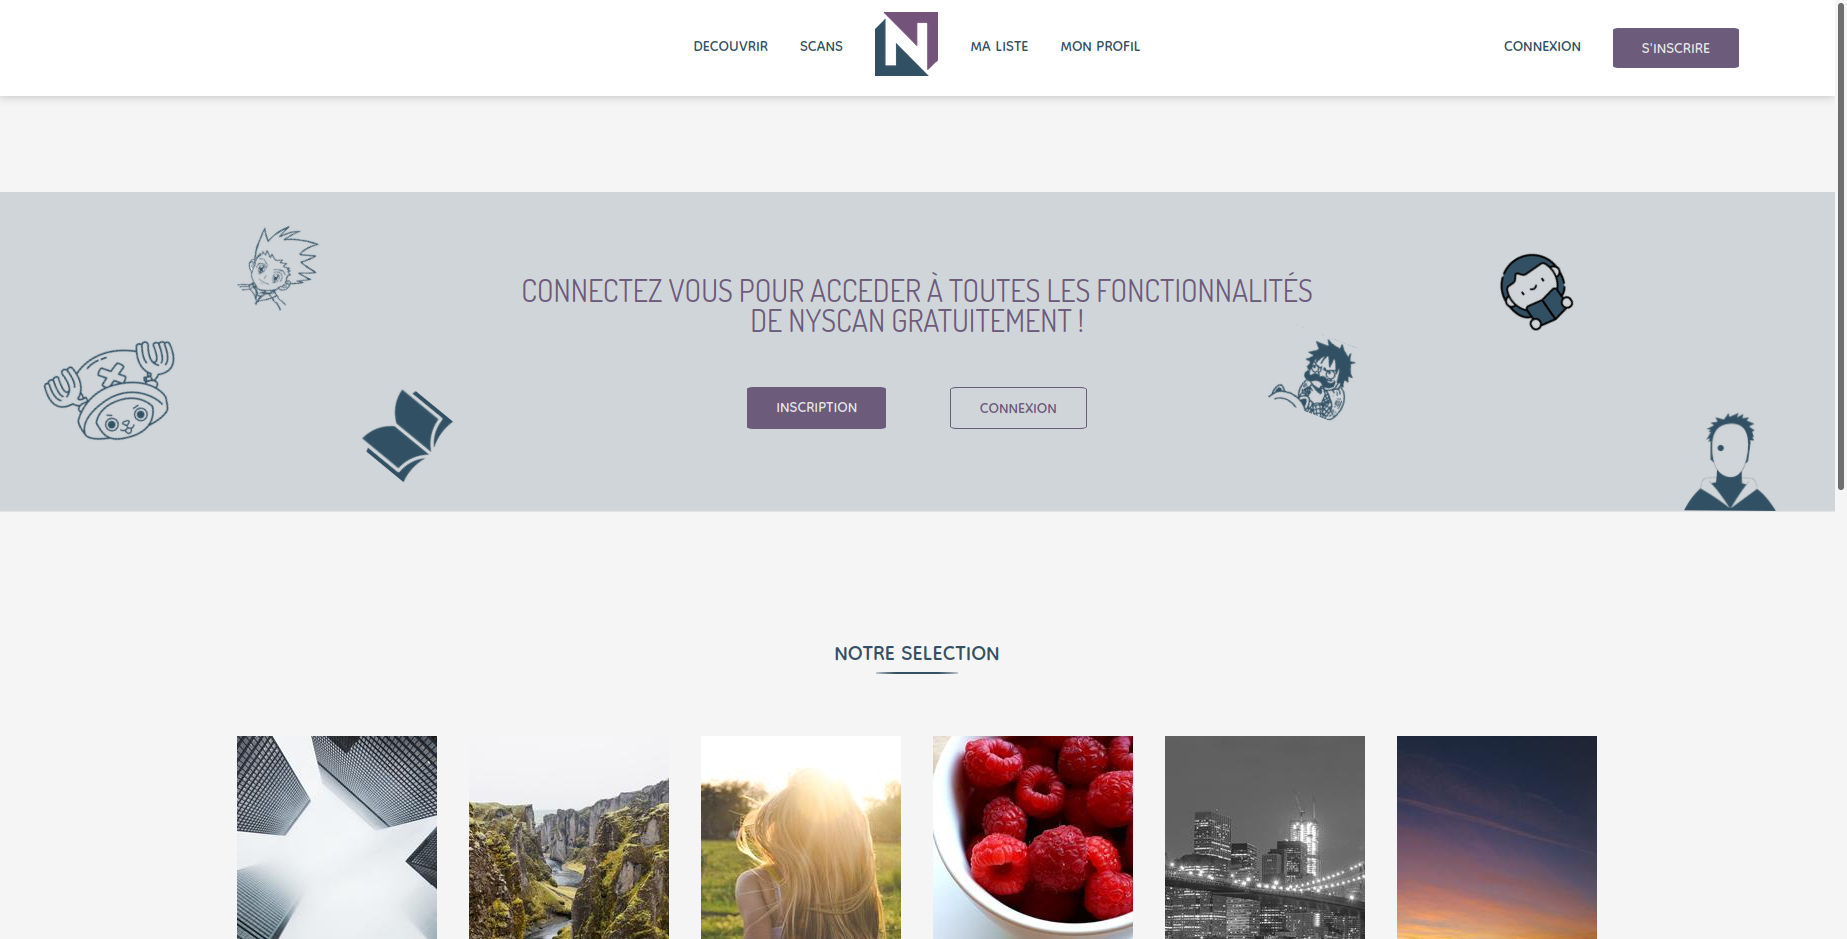 DECOUVRIR
SCANS
N
MA LISTE
MON PROFIL
CONNEXION
S'INSCRIRE
CONNECTEZ VOUS POUR ACCEDER À TOUTES LES FONCTIONNALITÉS
DE NYSCAN GRATUITEMENT !
INSCRIPTION
CONNEXION
NOTRE SELECTION